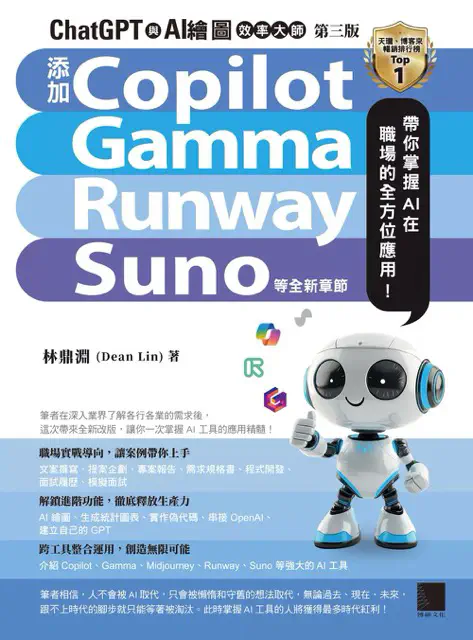 ChatGPT與AI繪圖效率大師 第三版
天瓏、博客來
暢銷排行榜
Top
1
添加
Copilot
Gamma
Runway
Suno 等全新章節
帶你掌握 AI 在
職場的全方位應用！
林鼎淵 (Dean Lin) 著
筆者在深入業界了解各行各業的需求後，
這次帶來全新改版，讓你一次掌握 AI 工具的應用精髓！
職場實戰導向，讓案例帶你上手
文案撰寫、提案企劃、專案報告、需求規格書、程式開發、
面試履歷、模擬面試
解鎖進階功能，徹底釋放生產力
AI 繪圖、生成統計圖表、實作偽代碼、串接 OpenAI、
建立自己的 GPT
跨工具整合運用，創造無限可能
介紹 Copilot、Gamma、Midjourney、Runway、Suno 等強大的 AI 工具
筆者相信，人不會被 AI 取代，只會被懶惰和守舊的想法取代，無論過去、現在、未來，
跟不上時代的腳步就只能等著被淘汰。此時掌握 AI 工具的人將獲得最多時代紅利！
博碩文化